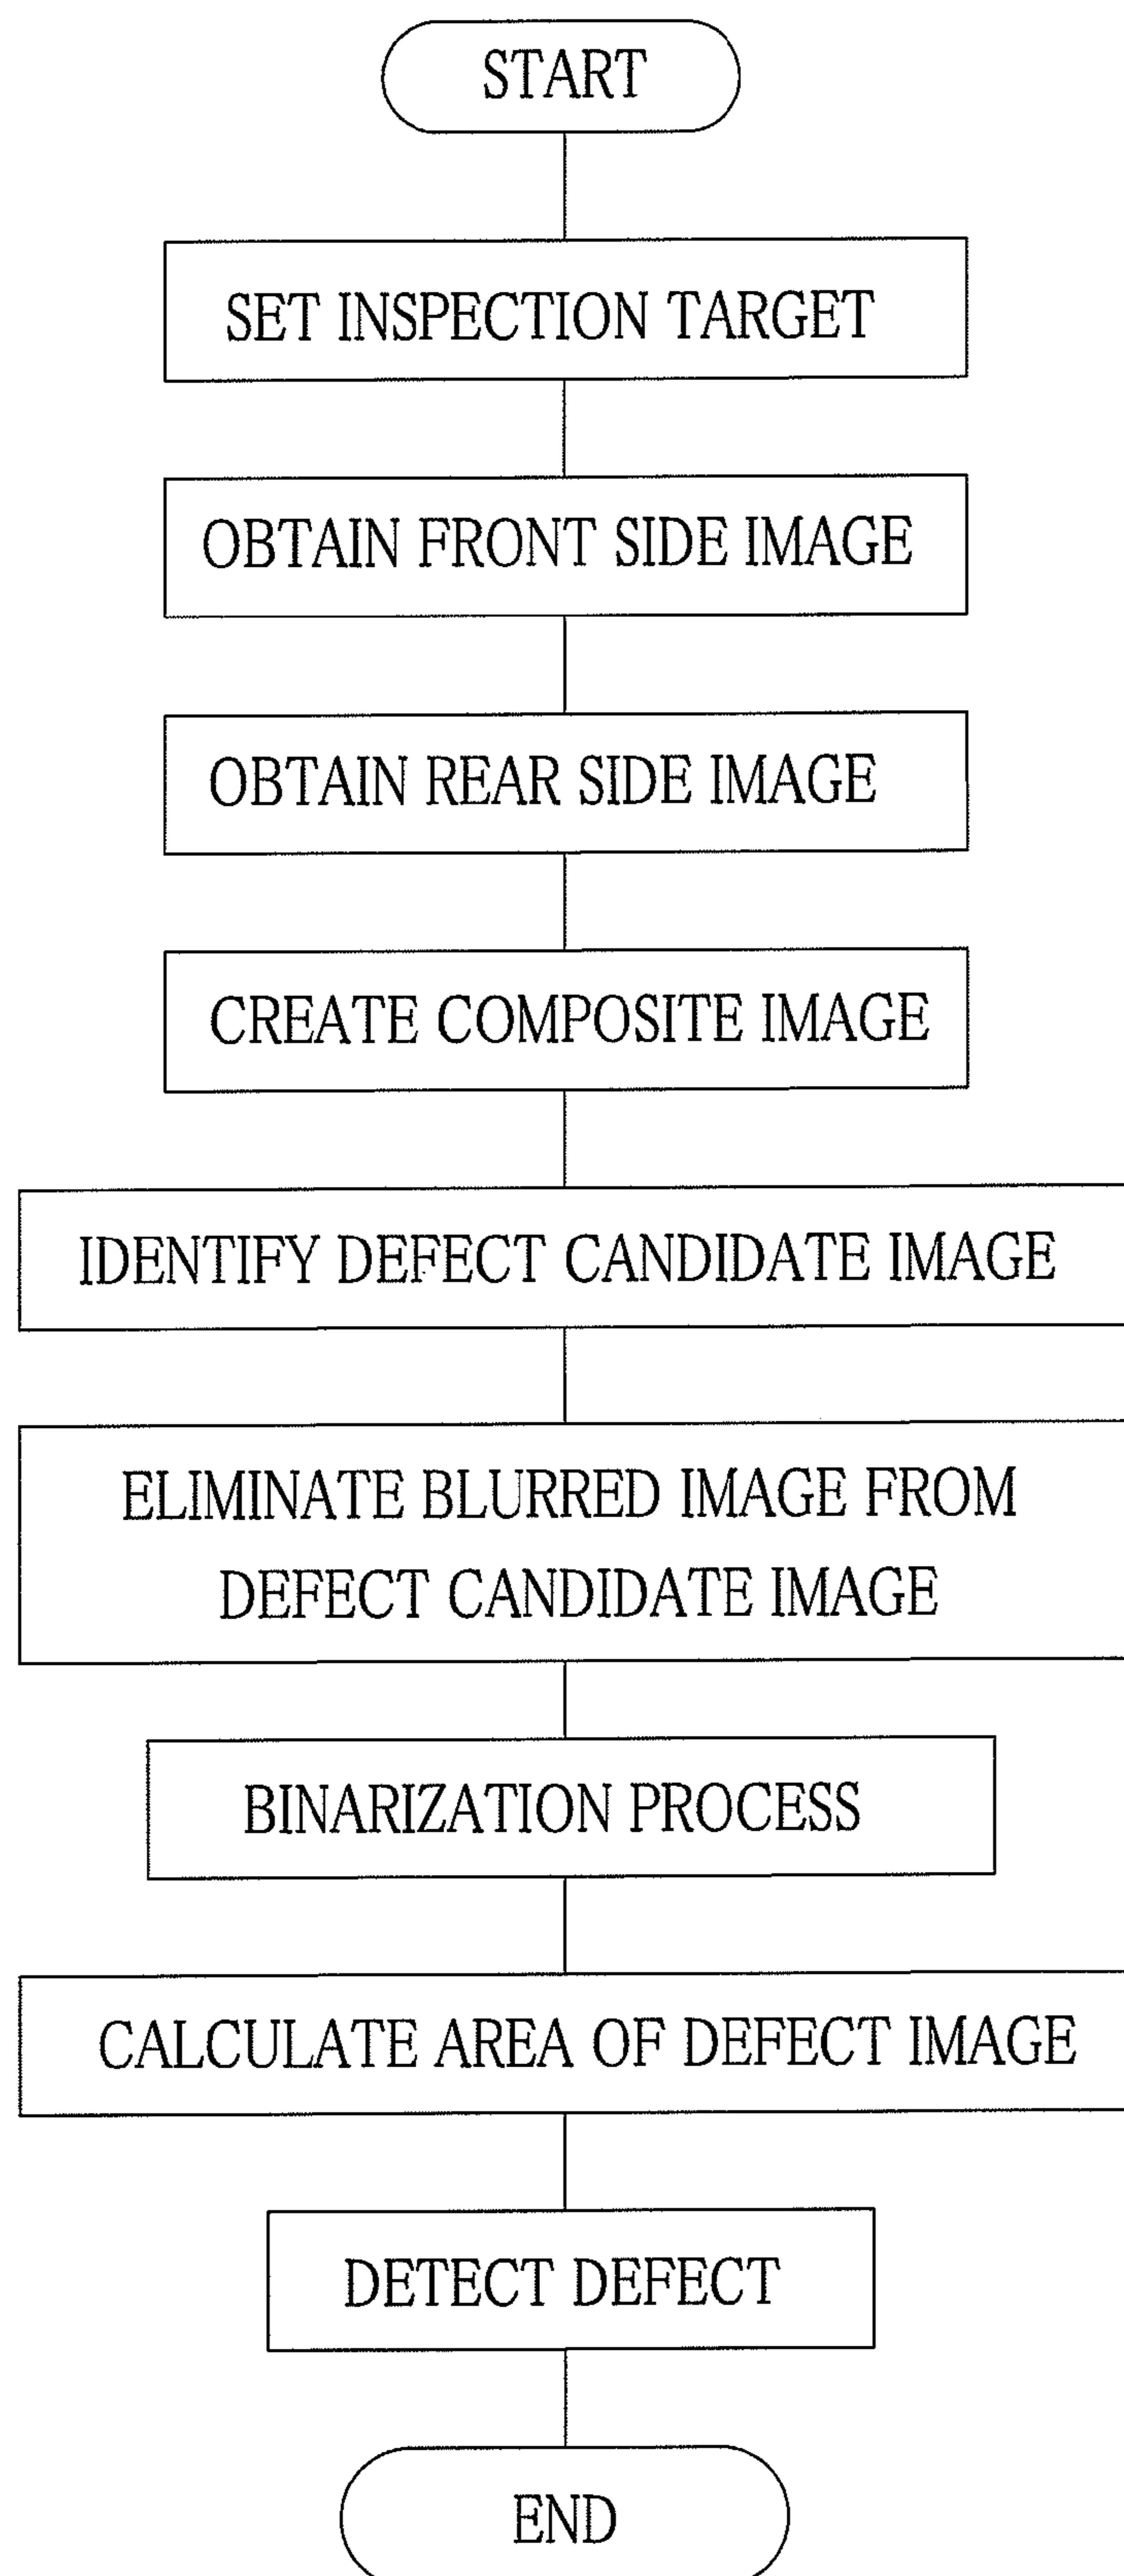 START
SET INSPECTION TARGET
OBTAIN FRONT SIDE IMAGE
OBTAIN REAR SIDE IMAGE
CREATE COMPOSITE IMAGE
IDENTIFY DEFECT CANDIDATE IMAGE
ELIMINATE BLURRED IMAGE FROM
DEFECT CANDIDATE IMAGE
BINARIZATION PROCESS
CALCULATE AREA OF DEFECT IMAGE
DETECT DEFECT
END